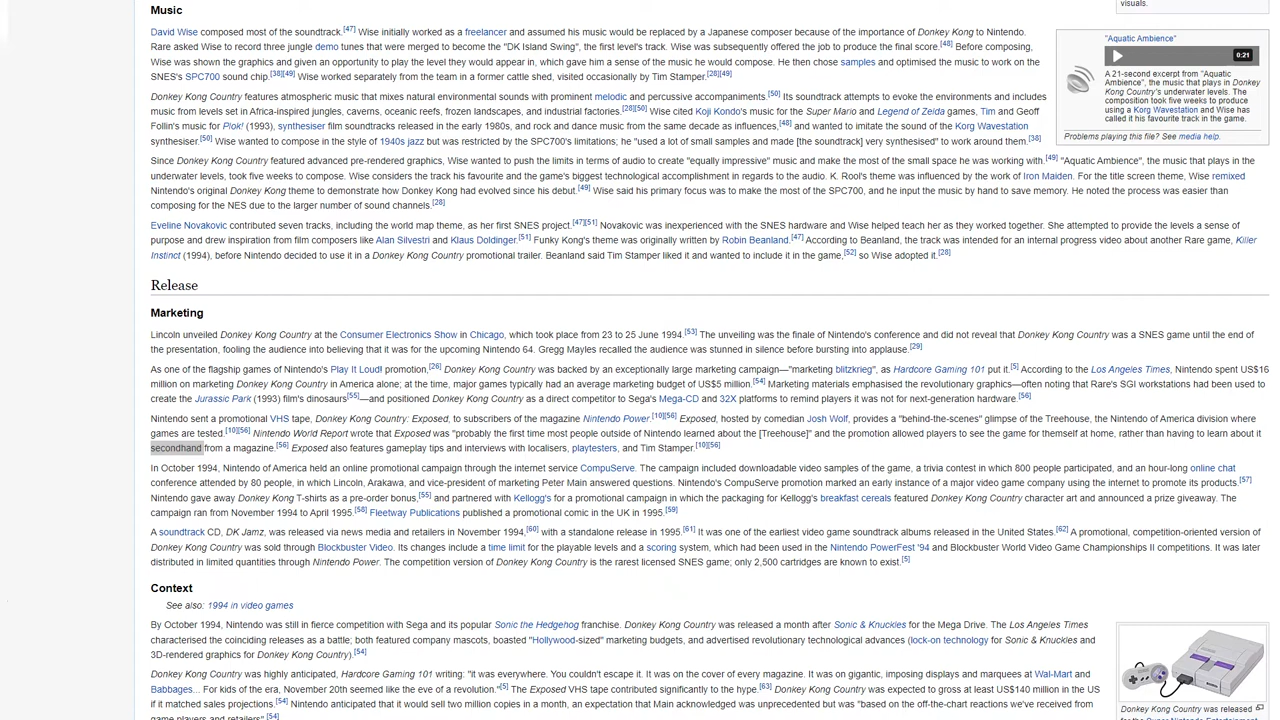 Music
David Wise composed most of the soundtrack.[47] Wise initially worked as a freelancer and assumed his music would be replaced by a Japanese composer because of the importance of Donkey Kong to Nintendo.
Rare asked Wise to record three jungle demo tunes that were merged to become the "DK Island Swing", the first level's track. Wise was subsequently offered the job to produce the final score.[48] Before composing,
Wise was shown the graphics and given an opportunity to play the level they would appear in, which gave him a sense of the music he would compose. He then chose samples and optimised the music to work on the
SNES's SPC700 sound chip.[38][49] Wise worked separately from the team in a former cattle shed, visited occasionally by Tim Stamper.[28][49]
Donkey Kong Country features atmospheric music that mixes natural environmental sounds with prominent melodic and percussive accompaniments.[50] Its soundtrack attempts to evoke the environments and includes
music from levels set in Africa-inspired jungles, caverns, oceanic reefs, frozen landscapes, and industrial factories.[28][50] Wise cited Koji Kondo's music for the Super Mario and Legend of Zelda games, Tim and Geoff
Follin's music for Plok! (1993), synthesiser film soundtracks released in the early 1980s, and rock and dance music from the same decade as influences,[48] and wanted to imitate the sound of the Korg Wavestation
synthesiser.[50] Wise wanted to compose in the style of 1940s jazz but was restricted by the SPC700's limitations; he "used a lot of small samples and made [the soundtrack] very synthesised" to work around them.[38]
Since Donkey Kong Country featured advanced pre-rendered graphics, Wise wanted to push the limits in terms of audio to create "equally impressive" music and make the most of the small space he was working with.[49] "Aquatic Ambience", the music that plays in the
underwater levels, took five weeks to compose. Wise considers the track his favourite and the game's biggest technological accomplishment in regards to the audio. K. Rool's theme was influenced by the work of Iron Maiden. For the title screen theme, Wise remixed
Nintendo's original Donkey Kong theme to demonstrate how Donkey Kong had evolved since his debut.[49] Wise said his primary focus was to make the most of the SPC700, and he input the music by hand to save memory. He noted the process was easier than
composing for the NES due to the larger number of sound channels.[28]
Eveline Novakovic contributed seven tracks, including the world map theme, as her first SNES project.[47][51] Novakovic was inexperienced with the SNES hardware and Wise helped teach her as they worked together. She attempted to provide the levels a sense of
purpose and drew inspiration from film composers like Alan Silvestri and Klaus Doldinger.[51] Funky Kong's theme was originally written by Robin Beanland.[47] According to Beanland, the track was intended for an internal progress video about another Rare game, Killer
Instinct (1994), before Nintendo decided to use it in a Donkey Kong Country promotional trailer. Beanland said Tim Stamper liked it and wanted to include it in the game,[52] so Wise adopted it.[28]
visuals.
"Aquatic Ambience"
0:21
A 21-second excerpt from "Aquatic
Ambience", the music that plays in Donkey
Kong Country's underwater levels. The
composition took five weeks to produce
using a Korg Wavestation and Wise has
called it his favourite track in the game.
Problems playing this file? See media help.
Release
Marketing
Lincoln unveiled Donkey Kong Country at the Consumer Electronics Show in Chicago, which took place from 23 to 25 June 1994.[53] The unveiling was the finale of Nintendo's conference and did not reveal that Donkey Kong Country was a SNES game until the end of
the presentation, fooling the audience into believing that it was for the upcoming Nintendo 64. Gregg Mayles recalled the audience was stunned in silence before bursting into applause.[29]
As one of the flagship games of Nintendo's Play It Loud! promotion,[26] Donkey Kong Country was backed by an exceptionally large marketing campaign—"marketing blitzkrieg", as Hardcore Gaming 101 put it.[5] According to the Los Angeles Times, Nintendo spent US$16
million on marketing Donkey Kong Country in America alone; at the time, major games typically had an average marketing budget of US$5 million.[54] Marketing materials emphasised the revolutionary graphics—often noting that Rare's SGI workstations had been used to
create the Jurassic Park (1993) film's dinosaurs[55]—and positioned Donkey Kong Country as a direct competitor to Sega's Mega-CD and 32X platforms to remind players it was not for next-generation hardware.[56]
Nintendo sent a promotional VHS tape, Donkey Kong Country: Exposed, to subscribers of the magazine Nintendo Power.[10][56] Exposed, hosted by comedian Josh Wolf, provides a "behind-the-scenes" glimpse of the Treehouse, the Nintendo of America division where
games are tested.[10][56] Nintendo World Report wrote that Exposed was "probably the first time most people outside of Nintendo learned about the [Treehouse]" and the promotion allowed players to see the game for themself at home, rather than having to learn about it
secondhand from a magazine.[56] Exposed also features gameplay tips and interviews with localisers, playtesters, and Tim Stamper.[10][56]
In October 1994, Nintendo of America held an online promotional campaign through the internet service CompuServe. The campaign included downloadable video samples of the game, a trivia contest in which 800 people participated, and an hour-long online chat
conference attended by 80 people, in which Lincoln, Arakawa, and vice-president of marketing Peter Main answered questions. Nintendo's CompuServe promotion marked an early instance of a major video game company using the internet to promote its products.[57]
Nintendo gave away Donkey Kong T-shirts as a pre-order bonus,[55] and partnered with Kellogg's for a promotional campaign in which the packaging for Kellogg's breakfast cereals featured Donkey Kong Country character art and announced a prize giveaway. The
campaign ran from November 1994 to April 1995.[58] Fleetway Publications published a promotional comic in the UK in 1995.[59]
A soundtrack CD, DK Jamz, was released via news media and retailers in November 1994,[60] with a standalone release in 1995.[61] It was one of the earliest video game soundtrack albums released in the United States.[62] A promotional, competition-oriented version of
Donkey Kong Country was sold through Blockbuster Video. Its changes include a time limit for the playable levels and a scoring system, which had been used in the Nintendo PowerFest '94 and Blockbuster World Video Game Championships II competitions. It was later
distributed in limited quantities through Nintendo Power. The competition version of Donkey Kong Country is the rarest licensed SNES game; only 2,500 cartridges are known to exist.[5]
Context
See also: 1994 in video games
By October 1994, Nintendo was still in fierce competition with Sega and its popular Sonic the Hedgehog franchise. Donkey Kong Country was released a month after Sonic & Knuckles for the Mega Drive. The Los Angeles Times
characterised the coinciding releases as a battle; both featured company mascots, boasted "Hollywood-sized" marketing budgets, and advertised revolutionary technological advances (lock-on technology for Sonic & Knuckles and
3D-rendered graphics for Donkey Kong Country).[54]
Donkey Kong Country was highly anticipated, Hardcore Gaming 101 writing: "it was everywhere. You couldn't escape it. It was on the cover of every magazine. It was on gigantic, imposing displays and marquees at Wal-Mart and
Babbages... For kids of the era, November 20th seemed like the eve of a revolution."[5] The Exposed VHS tape contributed significantly to the hype.[63] Donkey Kong Country was expected to gross at least US$140 million in the US
if it matched sales projections.[54] Nintendo anticipated that it would sell two million copies in a month, an expectation that Main acknowledged was unprecedented but was "based on the off-the-chart reactions we've received from
game players and retailers".[54]
Donkey Kong Country was released
for the Super Nintendo Entertainment